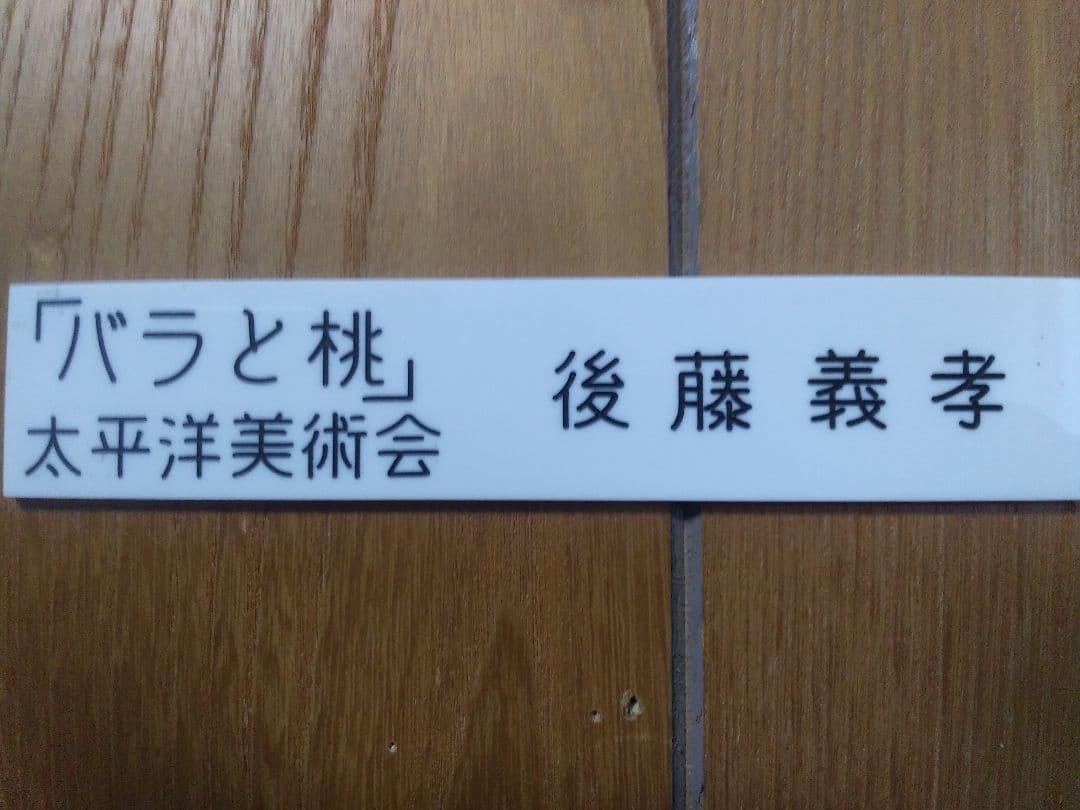 「バラと桃」
太平洋美術会
後藤義孝